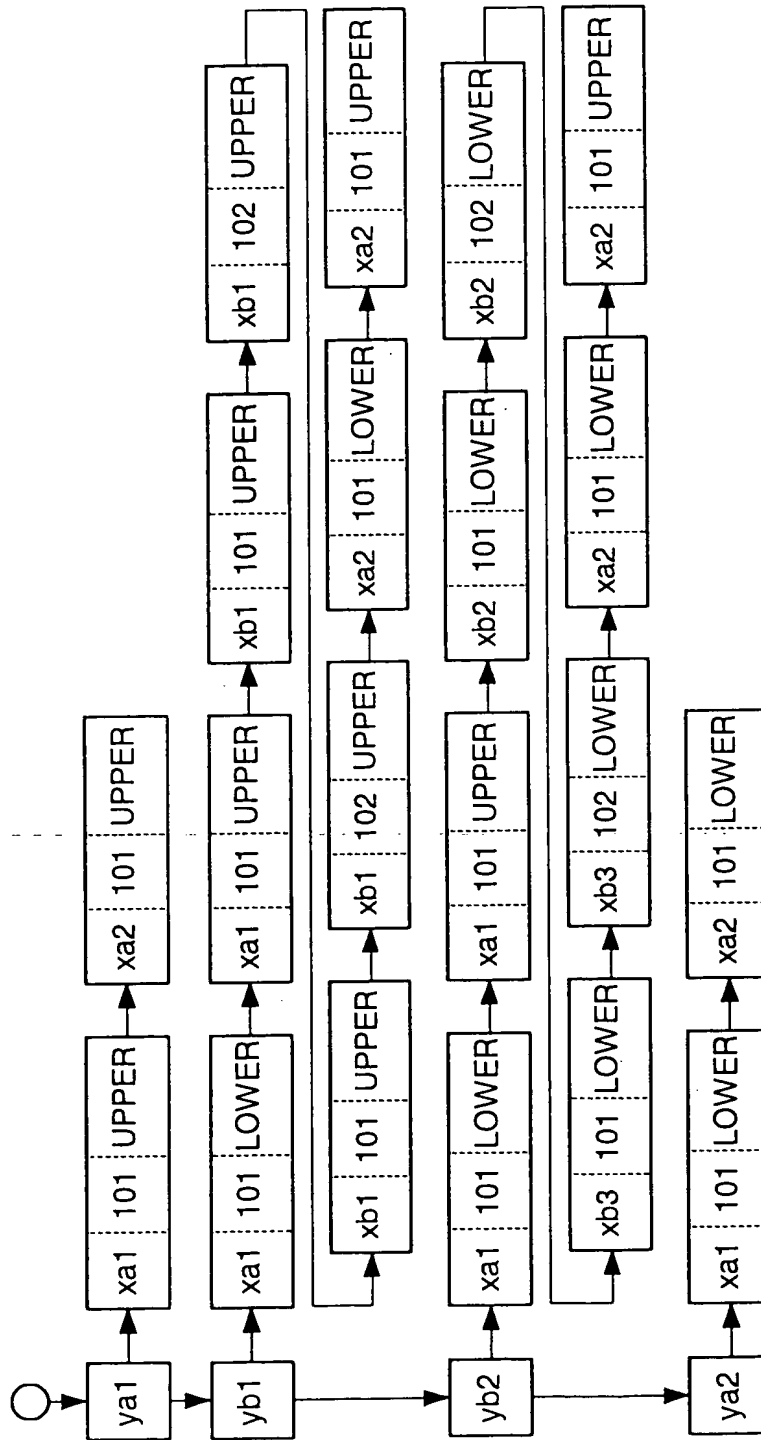 ya1 xa1 101 UPPER xa2 101 UPPER
yb1 xa1 101 LOWER xa1 101 UPPER xb1 101 UPPER xb1 102 UPPER
xb1 101 UPPER xb1 102 UPPER xa2 101 LOWER xa2 101 UPPER
yb2 xa1 101 LOWER xa1 101 UPPER xb2 101 LOWER xb2 102 LOWER
xb3 101 LOWER xb3 102 LOWER xa2 101 LOWER xa2 101 UPPER
ya2 xa1 101 LOWER xa2 101 LOWER